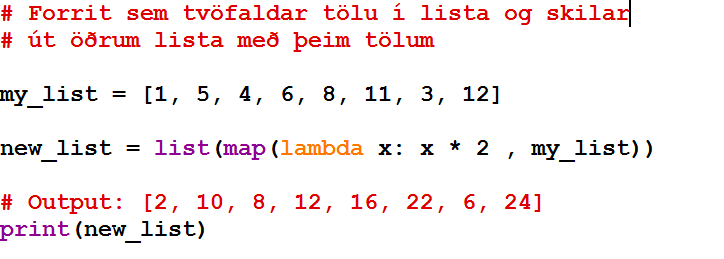 # Forrit sem tvöfaldar tölu í lista og skilar
# út öðrum lista með þeim tölum
my_list = [1, 5, 4, 6, 8, 11, 3, 12]
new_list = list(map(lambda x: x * 2 , my_list))
# Output: [2, 10, 8, 12, 16, 22, 6, 24]
print(new_list)